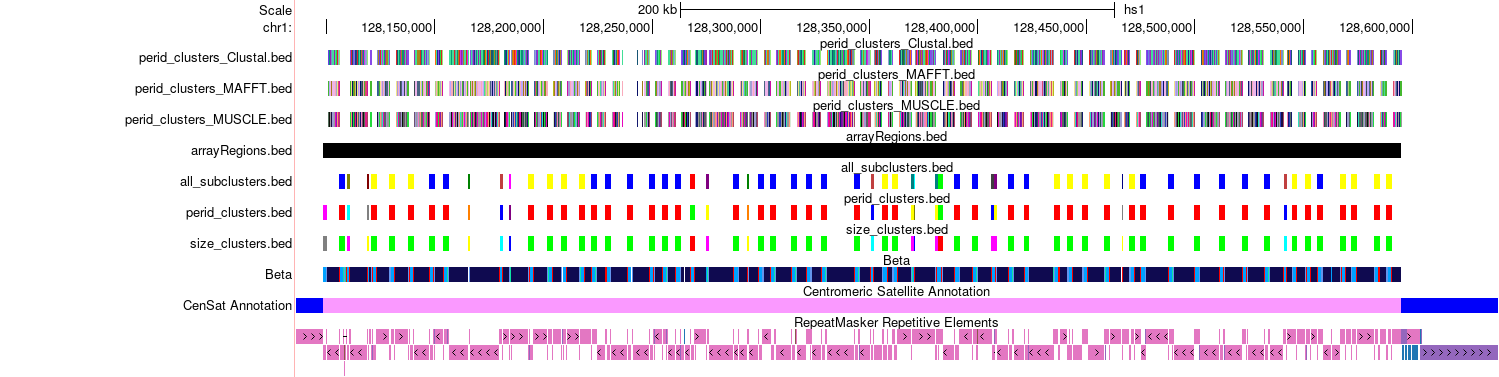 Scale 200 kb hs1
chr1: 128,150,000 128,200,000 128,250,000 128,300,000 128,350,000 128,400,000 128,450,000 128,500,000 128,550,000 128,600,000
perid_clusters_Clustal.bed
perid_clusters_Clustal.bed
perid_clusters_MAFFT.bed
perid_clusters_MAFFT.bed
perid_clusters_MUSCLE.bed
perid_clusters_MUSCLE.bed
arrayRegions.bed
arrayRegions.bed
all_subclusters.bed
all_subclusters.bed
perid_clusters.bed
perid_clusters.bed
size_clusters.bed
size_clusters.bed
Beta
Beta
Centromeric Satellite Annotation
CenSat Annotation
RepeatMasker Repetitive Elements